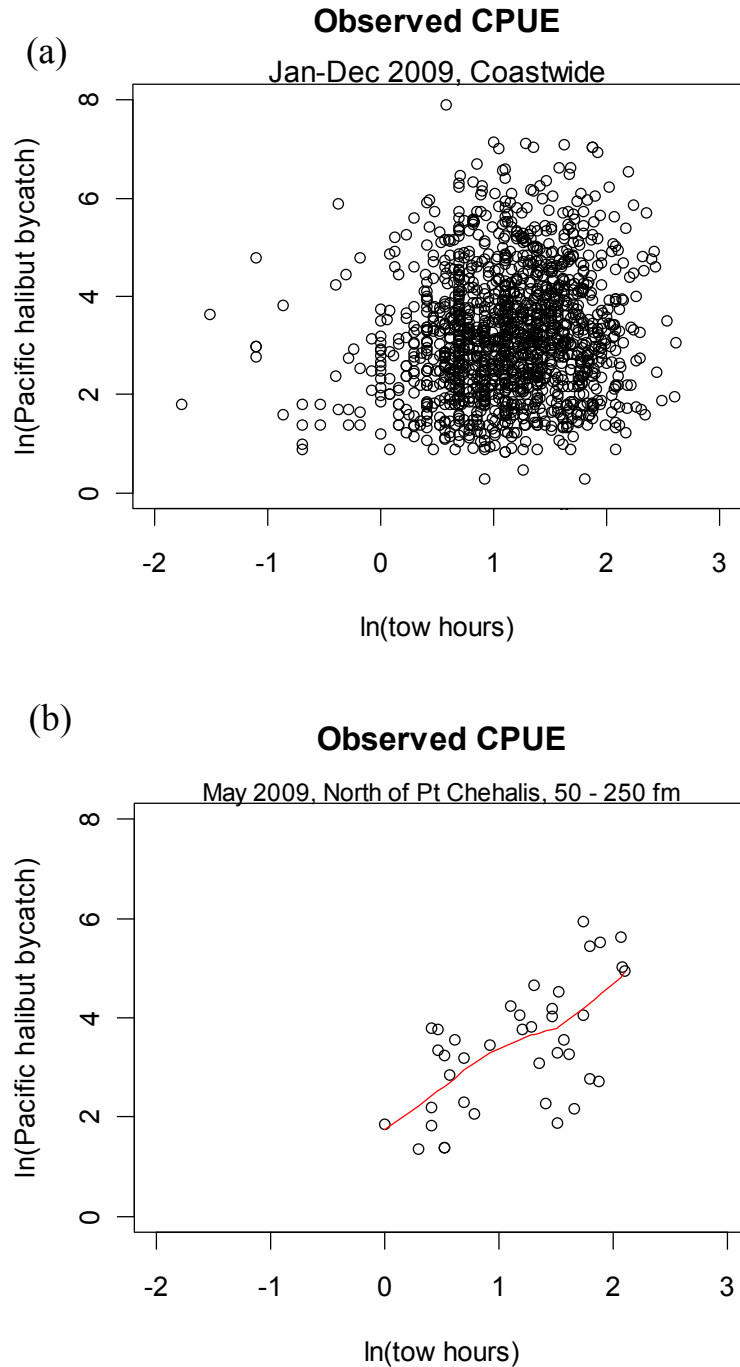 (a)
Observed CPUE
Jan-Dec 2009, Coastwide
ln(Pacific halibut bycatch)
8
6
4
2
0
-2 -1 0 1 2 3
ln(tow hours)
(b)
Observed CPUE
May 2009, North of Pt Chehalis, 50 - 250 fm
ln(Pacific halibut bycatch)
8
6
4
2
0
-2 -1 0 1 2 3
ln(tow hours)